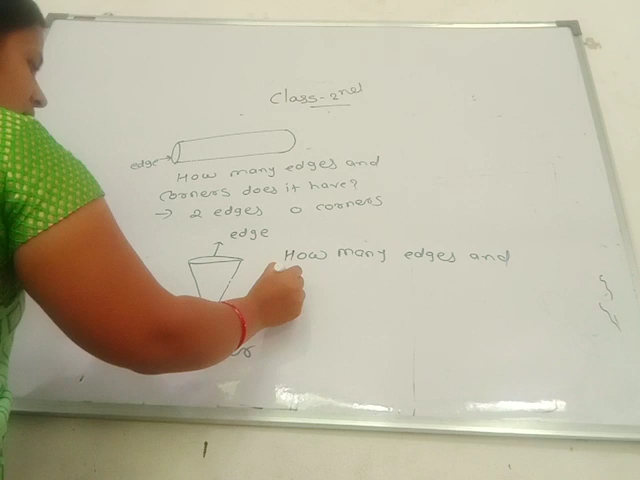 Class-2nd
edge
How many edges and
corners does it have?
→ 2 edges 0 corners
edge
How many edges and